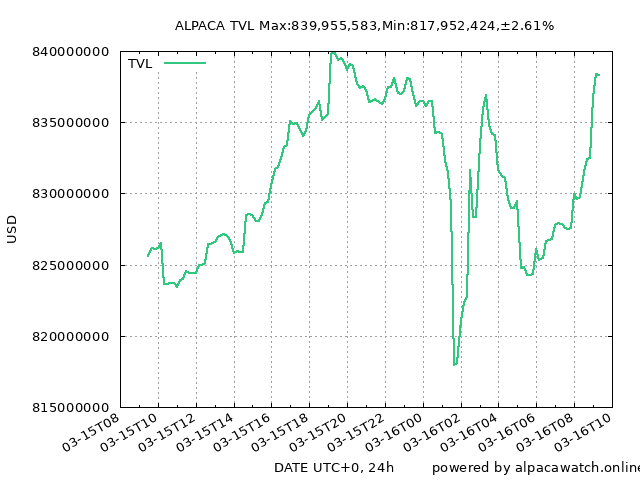 ALPACA TVL Max:839,955,583,Min:817,952,424,±2.61%
TVL
840000000
835000000
830000000
825000000
820000000
815000000
USD
03-15T08
03-15T10
03-15T12
03-15T14
03-15T16
03-15T18
03-15T20
03-15T22
03-16T00
03-16T02
03-16T04
03-16T06
03-16T08
03-16T10
DATE UTC+0, 24h
powered by alpacawatch.online